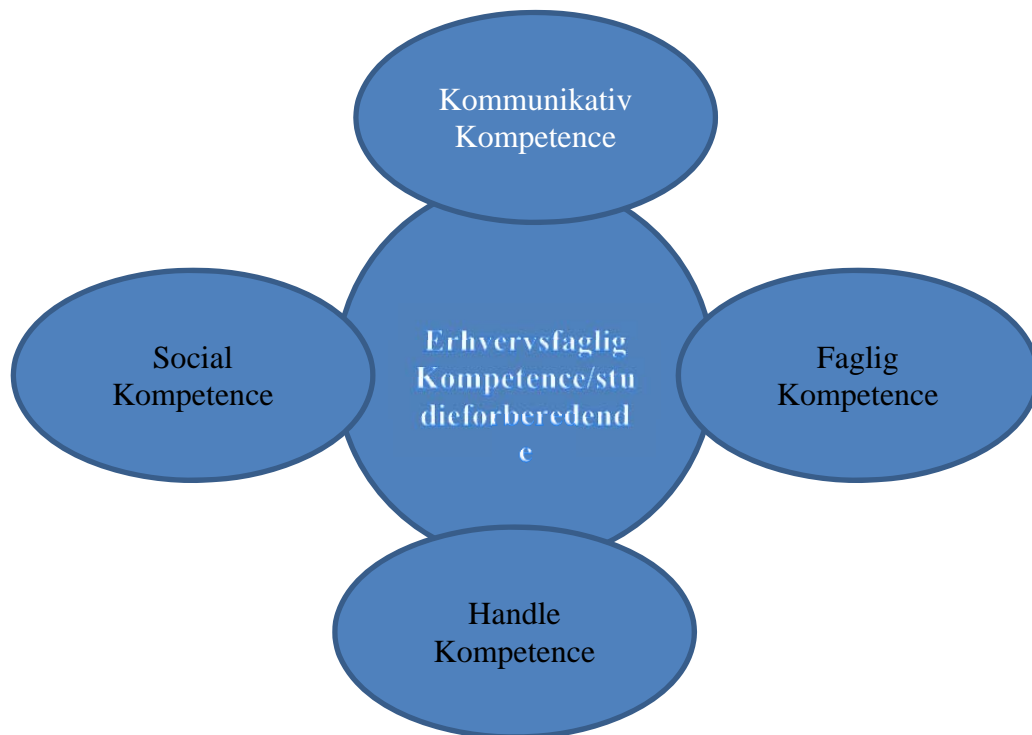 Kommunikativ
Kompetence
Erhvervsfaglig
Kompetence/stu
dieforberedend
e
Social
Kompetence
Faglig
Kompetence
Handle
Kompetence